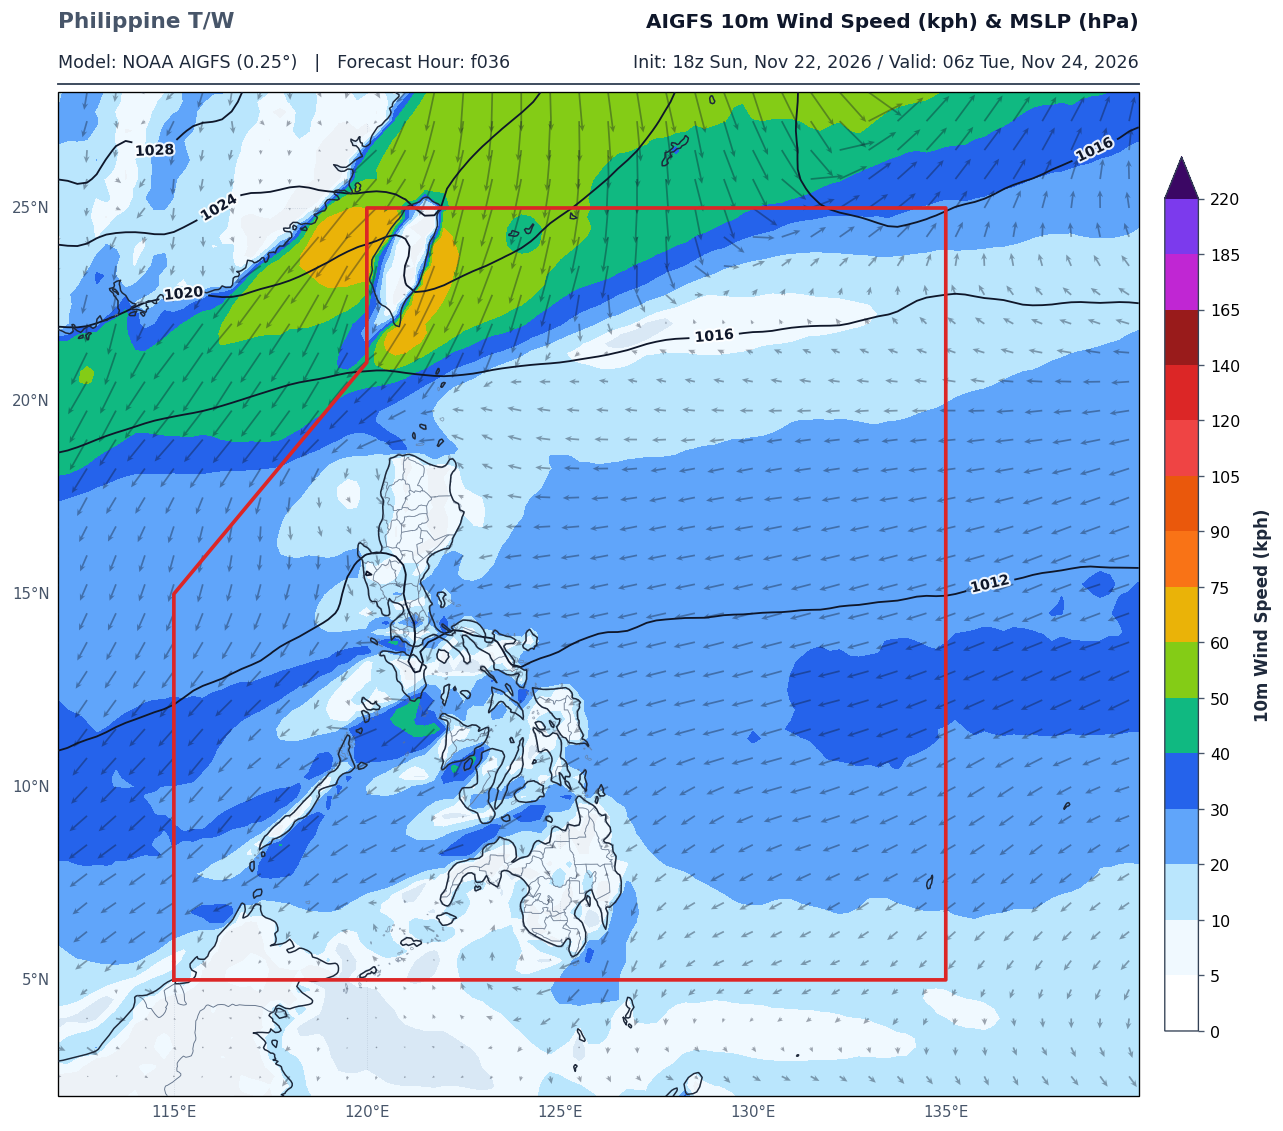 Philippine T/W
AIGFS 10m Wind Speed (kph) & MSLP (hPa)
Model: NOAA AIGFS (0.25°) | Forecast Hour: f036
Init: 18z Sun, Nov 22, 2026 / Valid: 06z Tue, Nov 24, 2026
1028
1016
1024
1020
1016
1012
25°N
20°N
15°N
10°N
5°N
115°E
120°E
125°E
130°E
135°E
220
185
165
140
120
105
90
75
60
50
40
30
20
10
5
0
10m Wind Speed (kph)